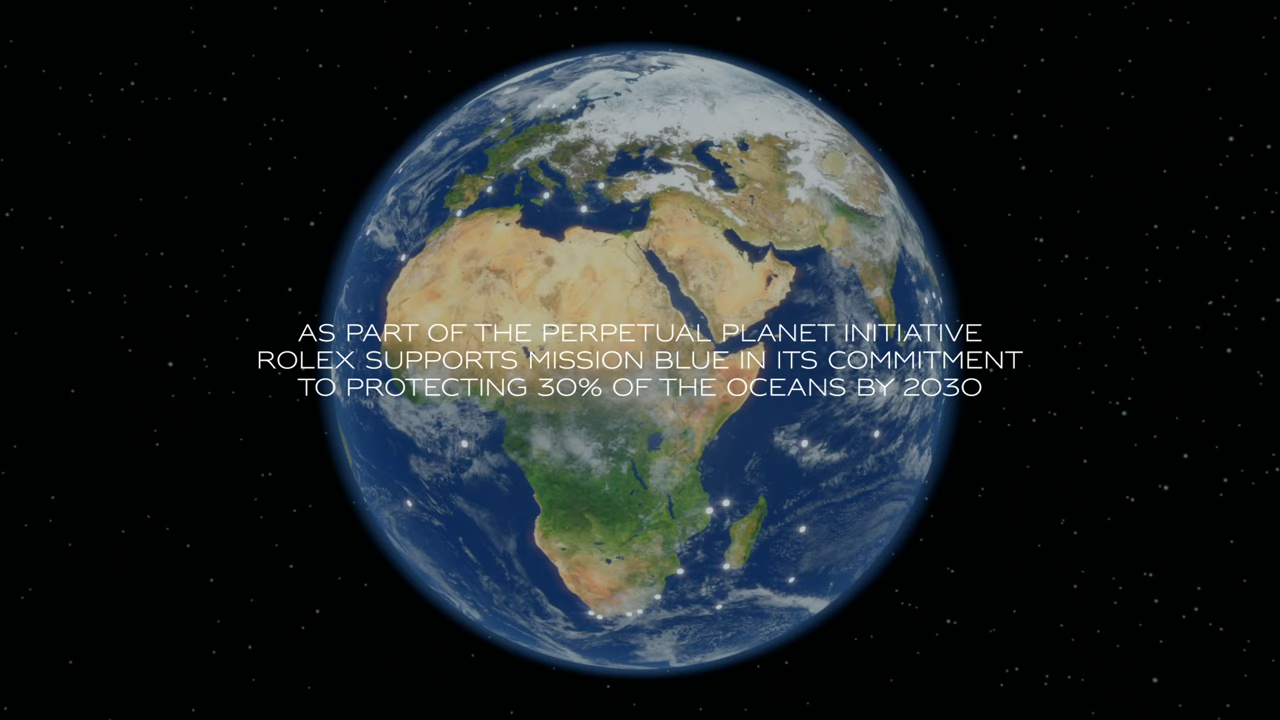 AS PART OF THE PERPETUAL PLANET INITIATIVE
ROLEX SUPPORTS MISSION BLUE IN ITS COMMITMENT
TO PROTECTING 30% OF THE OCEANS BY 2030